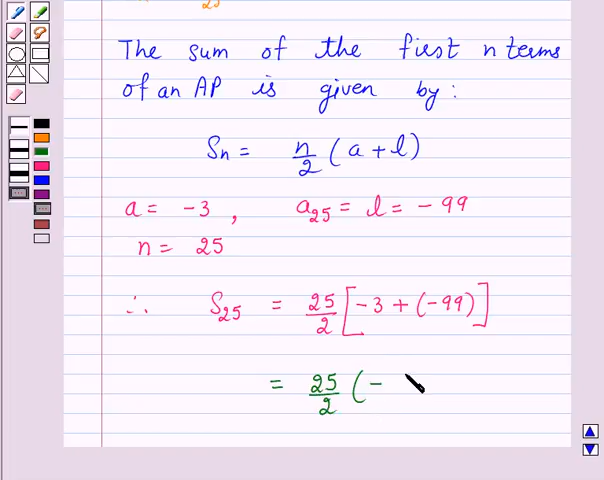 25
The sum of the first n terms
of an AP is given by :
Sn = n/2 ( a + l )
a = -3 , a25 = l = - 99
n = 25
∴ S25 = 25/2 [ -3 + (-99) ]
= 25/2 ( -